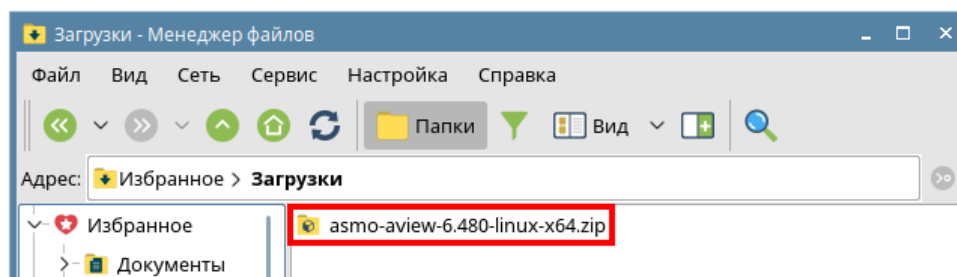 Загрузки - Менеджер файлов
Файл Вид Сеть Сервис Настройка Справка
Папки Вид
Адрес: Избранное > Загрузки
Избранное asmo-aview-6.480-linux-x64.zip
Документы